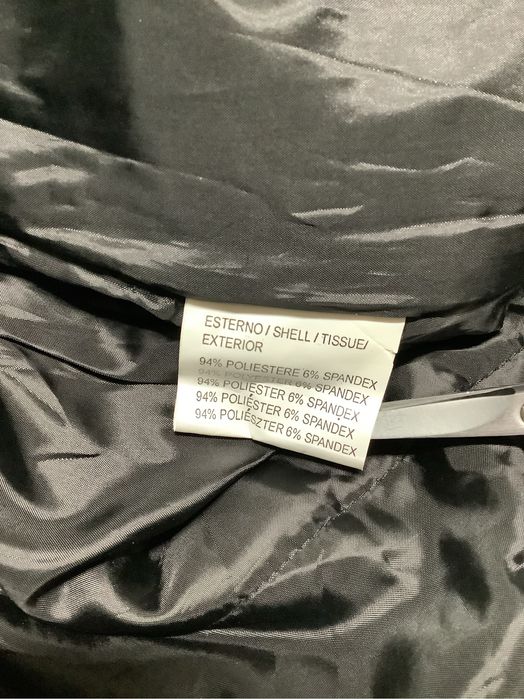 ESTERNO / SHELL / TISSUE/
EXTERIOR
94% POLIESTERE 6% SPANDEX
94% POLYESTER 6% SPANDEX
94% POLIESTER 6% SPANDEX
94% POLIÉSTER 6% SPANDEX
94% POLIÉSZTER 6% SPANDEX